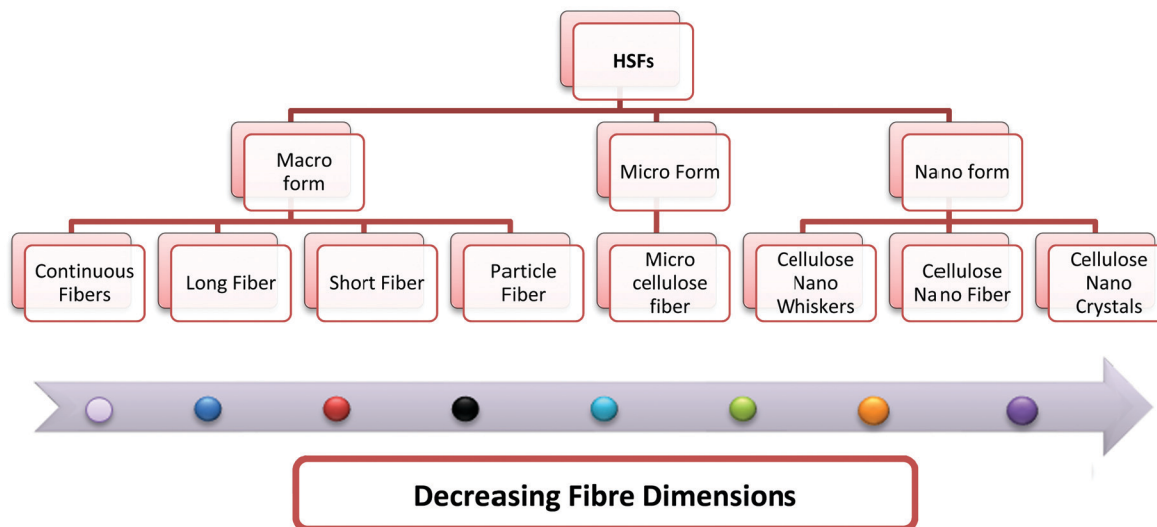 HSFs
Macro
form
Micro Form
Nano form
Continuous
Fibers
Long Fiber
Short Fiber
Particle
Fiber
Micro
cellulose
fiber
Cellulose
Nano
Whiskers
Cellulose
Nano Fiber
Cellulose
Nano
Crystals
Decreasing Fibre Dimensions